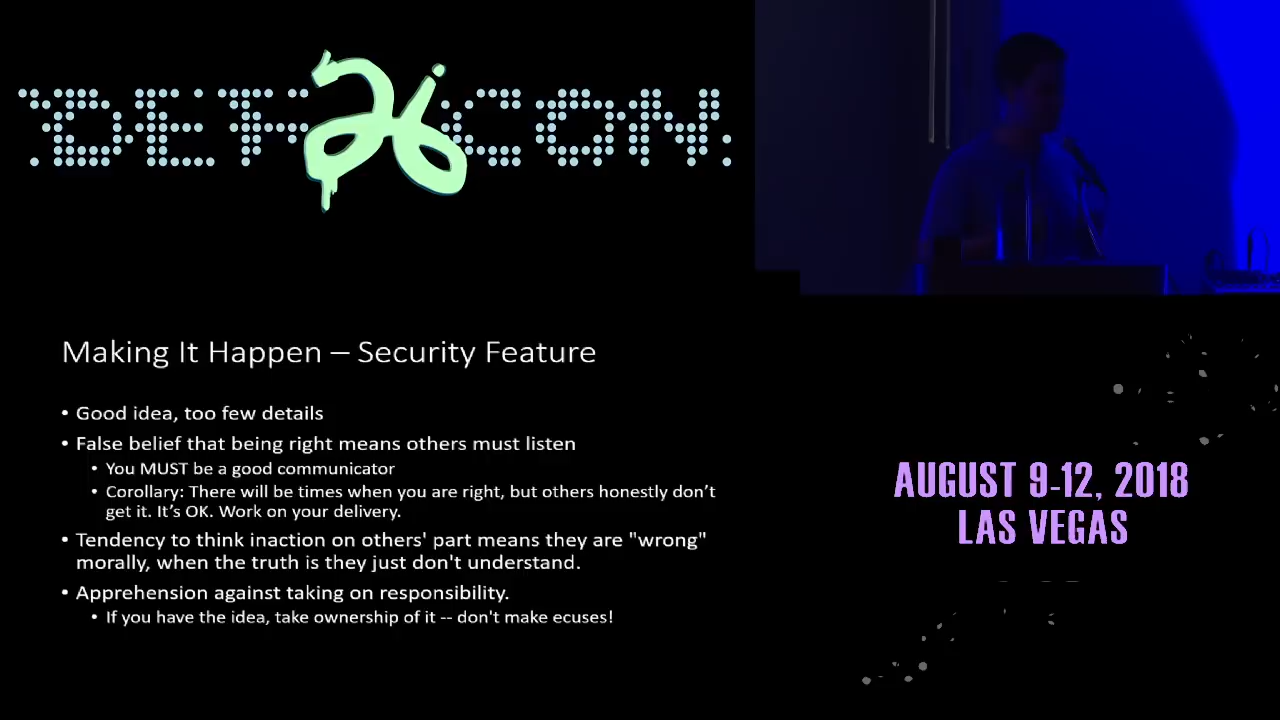 DEF CON
26
Making It Happen – Security Feature
• Good idea, too few details
• False belief that being right means others must listen
• You MUST be a good communicator
• Corollary: There will be times when you are right, but others honestly don’t
get it. It’s OK. Work on your delivery.
• Tendency to think inaction on others' part means they are "wrong"
morally, when the truth is they just don't understand.
• Apprehension against taking on responsibility.
• If you have the idea, take ownership of it -- don't make ecuses!
AUGUST 9-12, 2018
LAS VEGAS